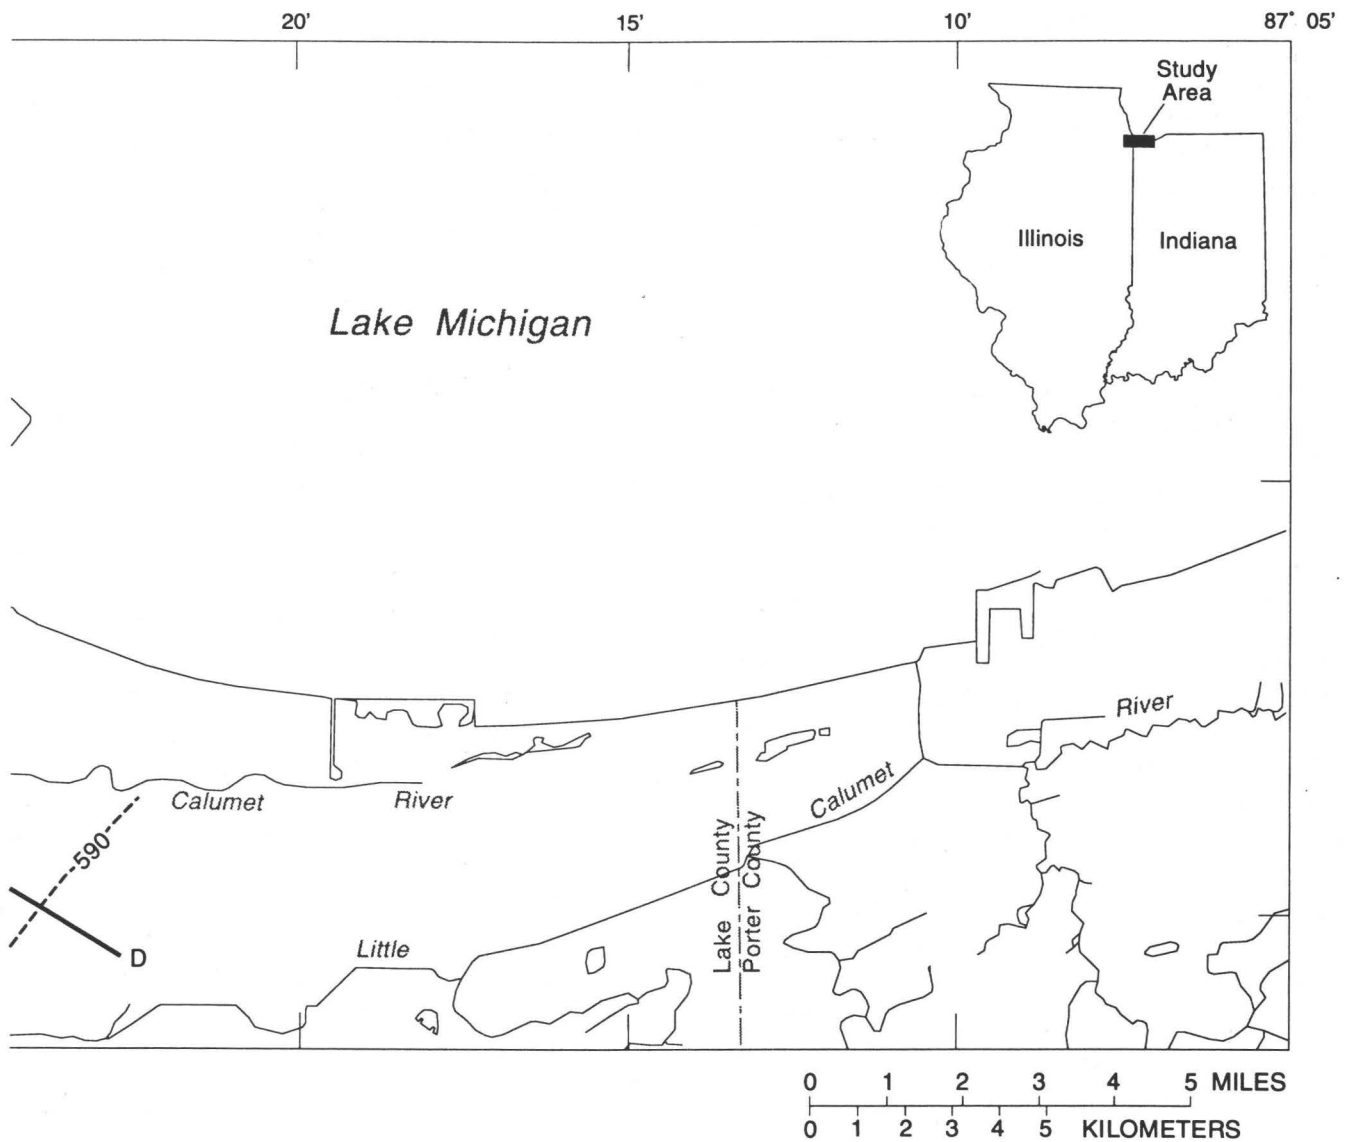 20' 15' 10' 87° 05'
Study
Area
Illinois
Indiana
Lake Michigan
River
Calumet
River
Calumet
590
Lake County
Porter County
Little
D
0 1 2 3 4 5 MILES
0 1 2 3 4 5 KILOMETERS